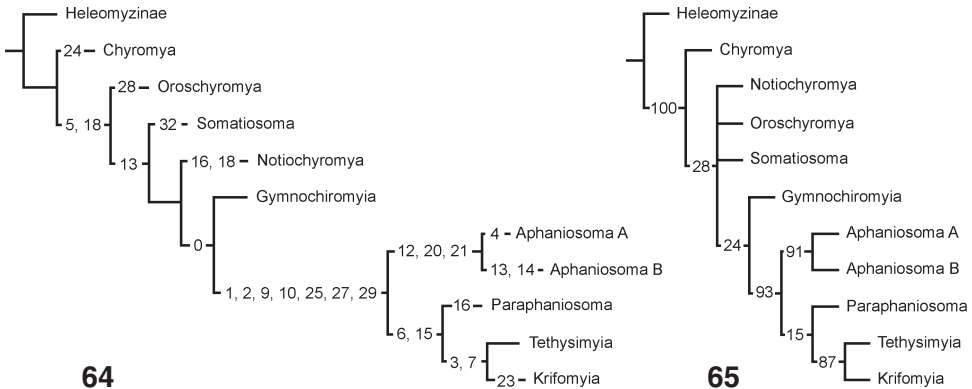 Heleomyzinae
24 Chyromya
5, 18
28 Oroschyromya
13
32 Somatiosoma
16, 18 Notiochyromya
0
Gymnochiromyia
1, 2, 9, 10, 25, 27, 29
12, 20, 21
4 Aphaniosoma A
13, 14 Aphaniosoma B
6, 15
16 Paraphaniosoma
3, 7
Tethysimyia
23 Krifomyia
64
Heleomyzinae
100
Chyromya
28
Notiochyromya
Oroschyromya
Somatiosoma
24
Gymnochiromyia
93
91
Aphaniosoma A
Aphaniosoma B
15
Paraphaniosoma
87
Tethysimyia
Krifomyia
65